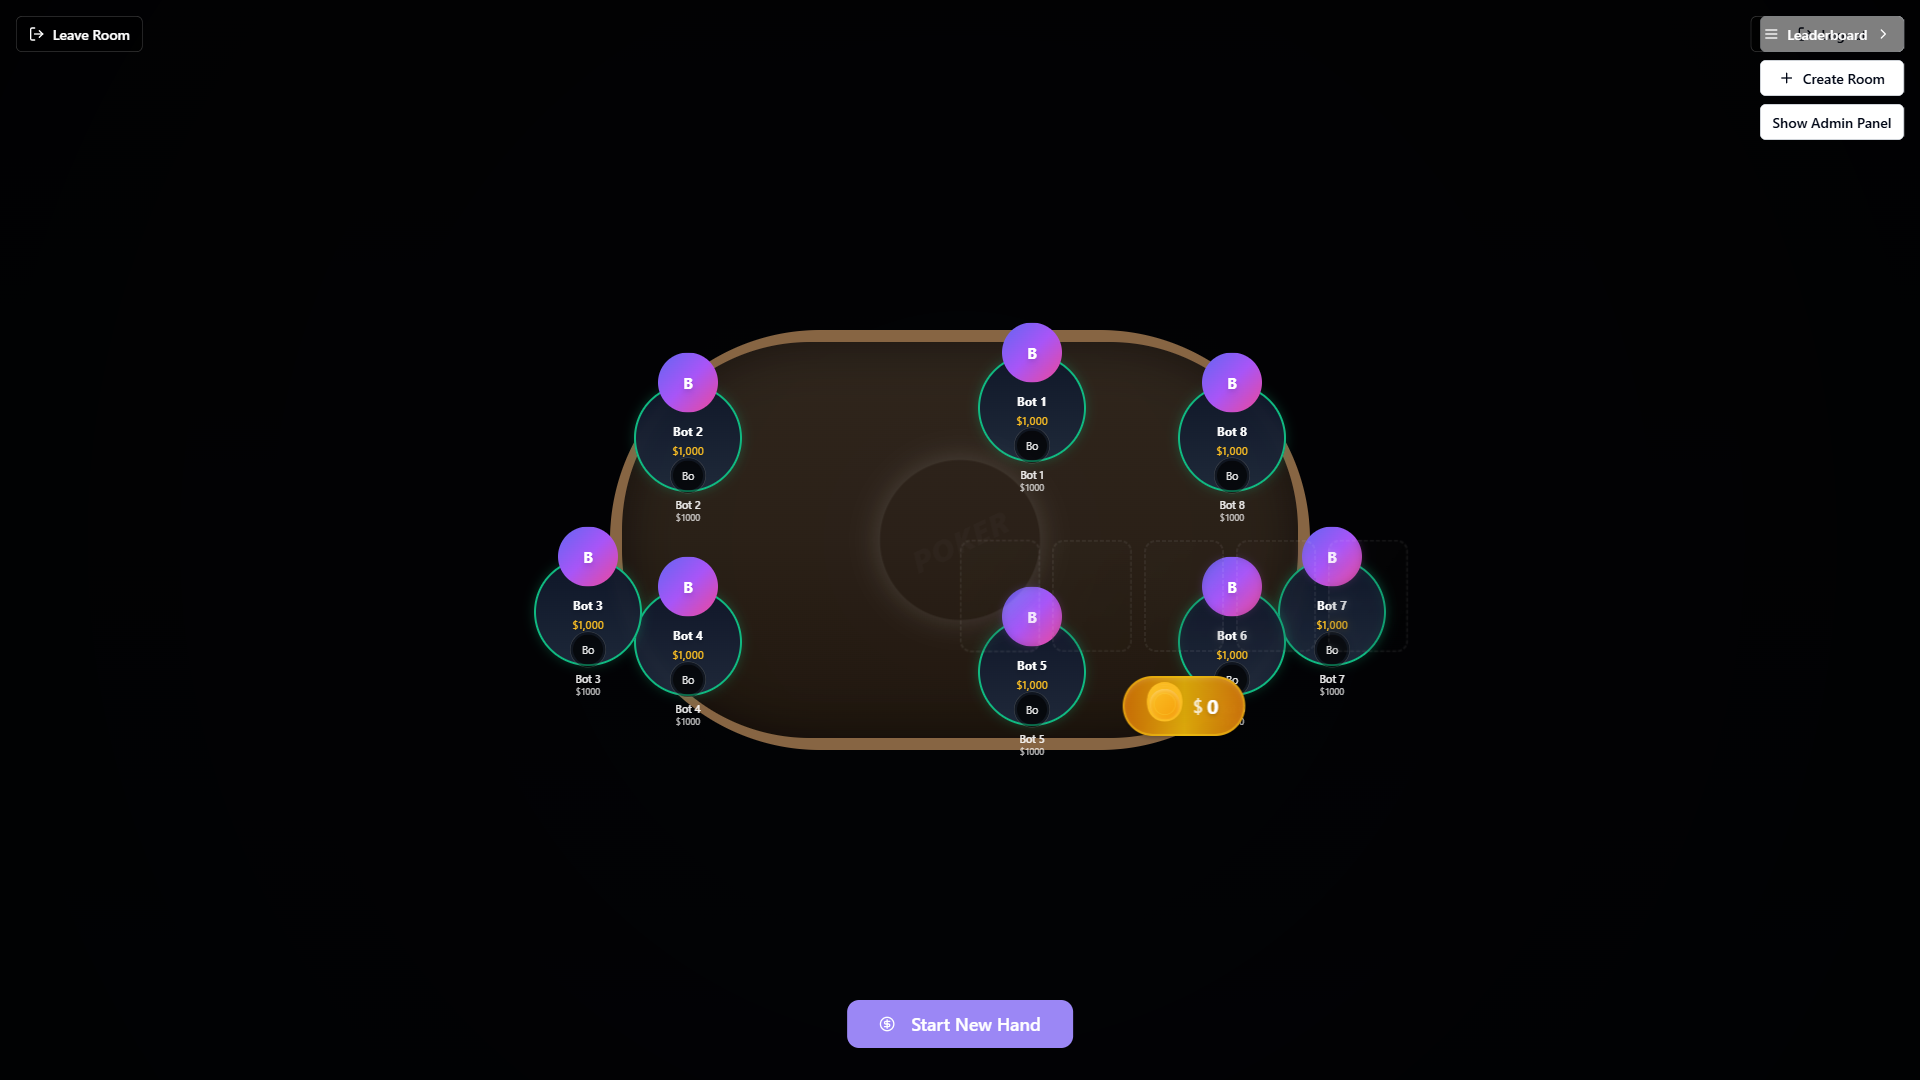 Leave Room
Leaderboard
Create Room
Show Admin Panel
B
Bot 1
$1,000
Bo
Bot 1
$1000
B
Bot 2
$1,000
Bo
Bot 2
$1000
B
Bot 8
$1,000
Bo
Bot 8
$1000
POKER
B
Bot 3
$1,000
Bo
Bot 3
$1000
B
Bot 4
$1,000
Bo
Bot 4
$1000
B
Bot 5
$1,000
Bo
Bot 5
$1000
B
Bot 6
$1,000
Bo
B
Bot 7
$1,000
Bo
Bot 7
$1000
$ 0
Start New Hand